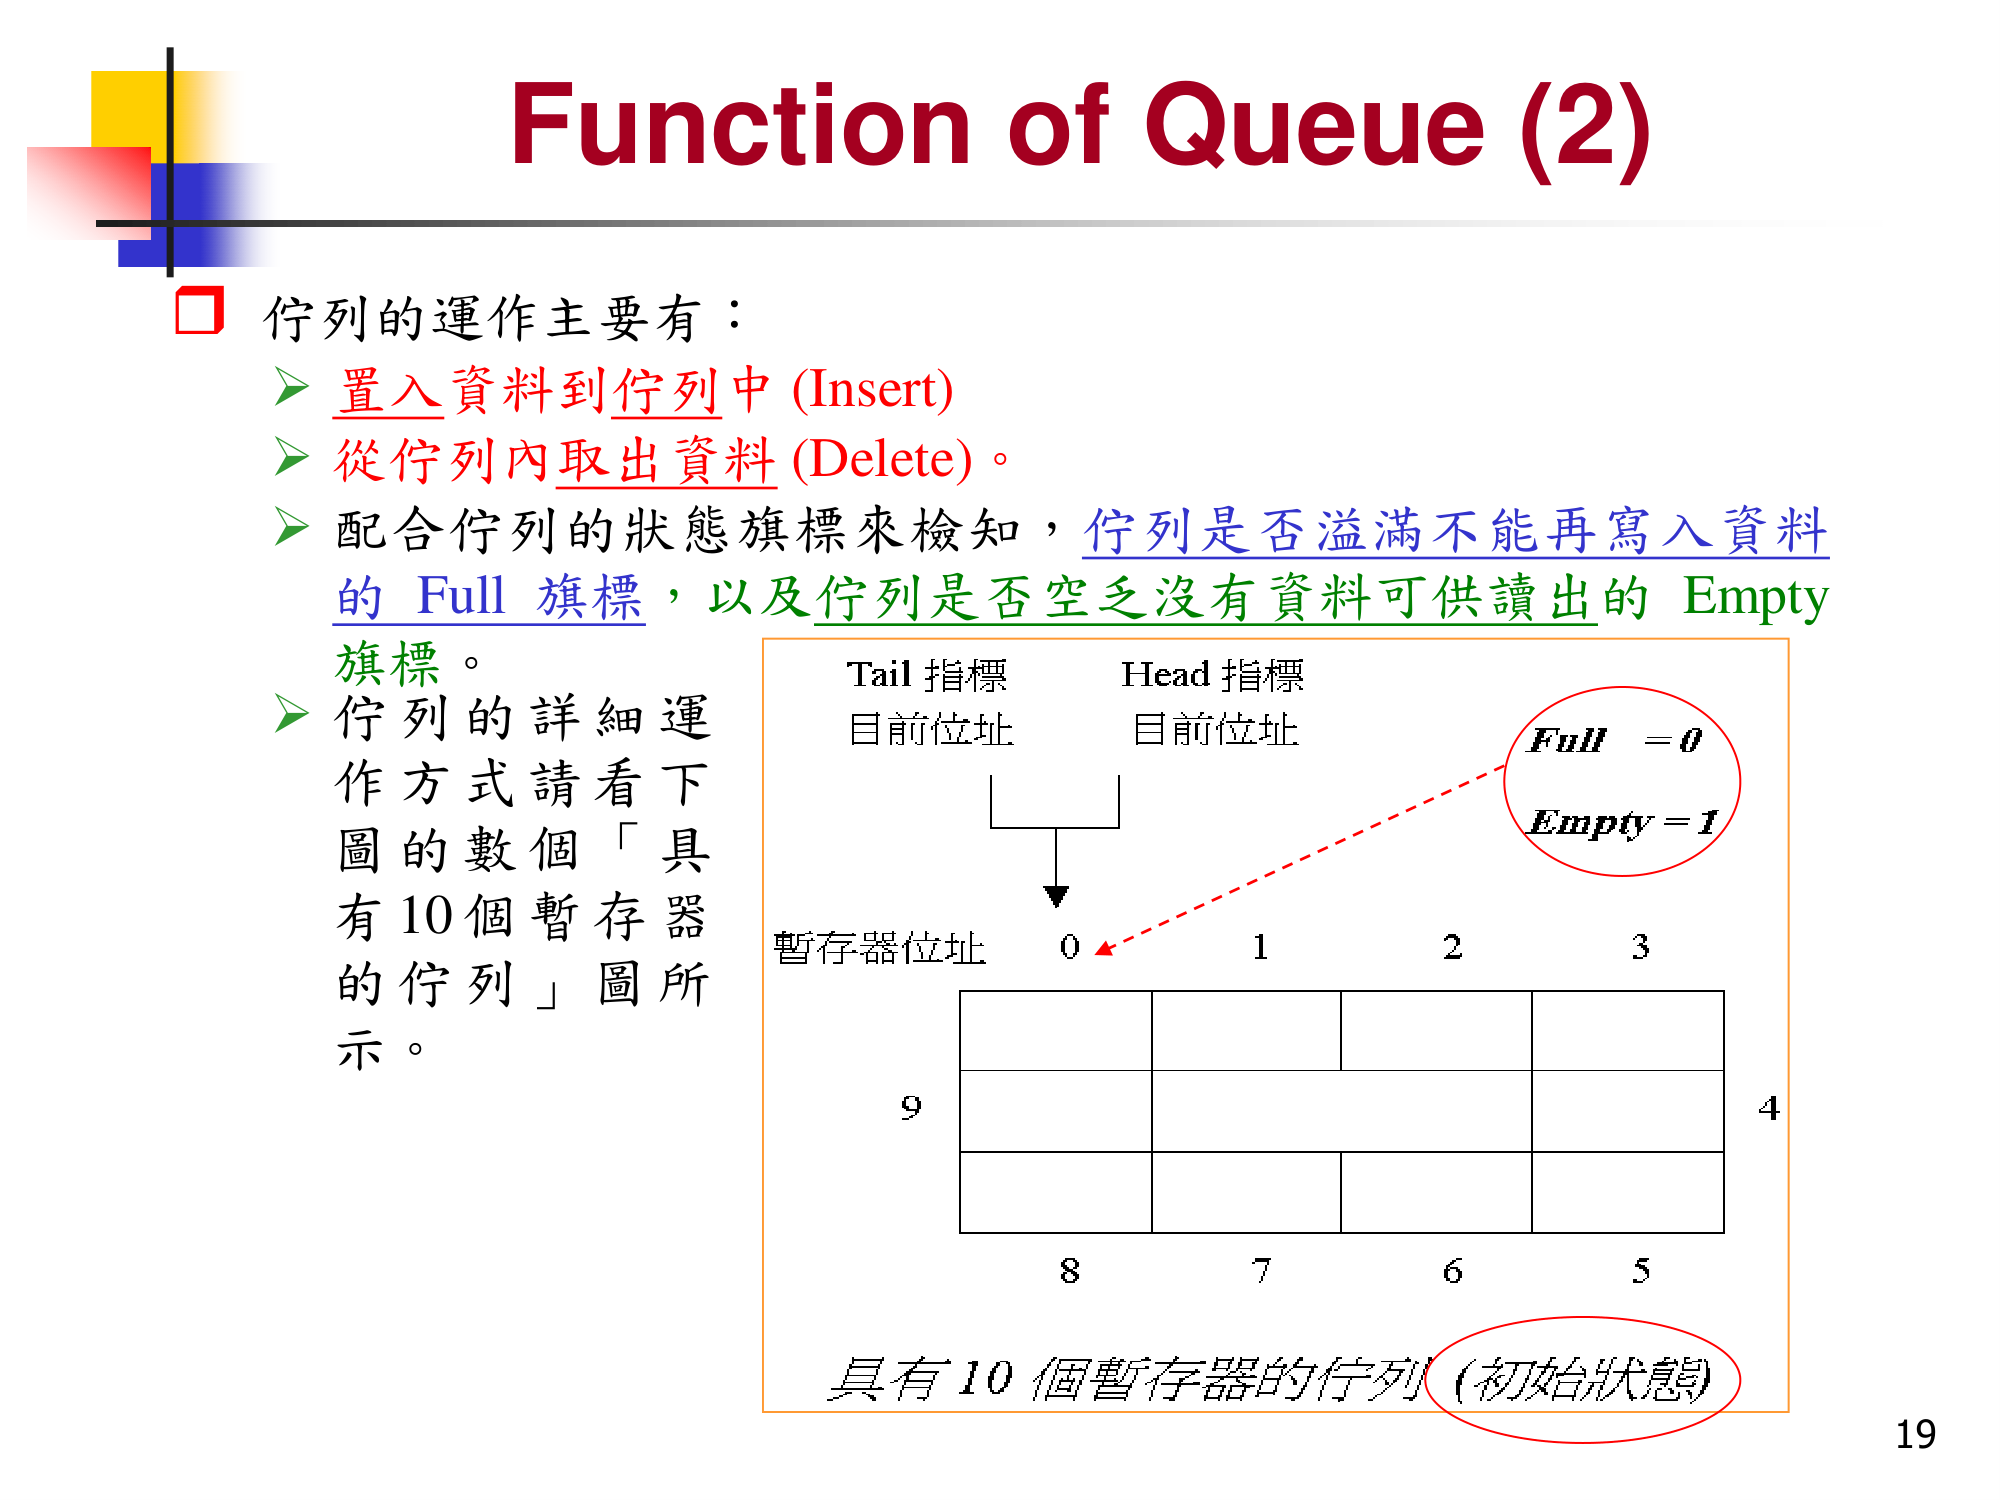 Function of Queue (2)
佇列的運作主要有：
置入資料到佇列中 (Insert)
從佇列內取出資料 (Delete)。
配合佇列的狀態旗標來檢知，佇列是否溢滿不能再寫入資料
的 Full 旗標，以及佇列是否空乏沒有資料可供讀出的 Empty
旗標。
佇列的詳細運
作方式請看下
圖的數個「具
有10個暫存器
的佇列」圖所
示。
Tail 指標 Head 指標
目前位址 目前位址
Full =0
Empty =1
暫存器位址 0 1 2 3
9 4
8 7 6 5
具有 10 個暫存器的佇列 (初始狀態)
19